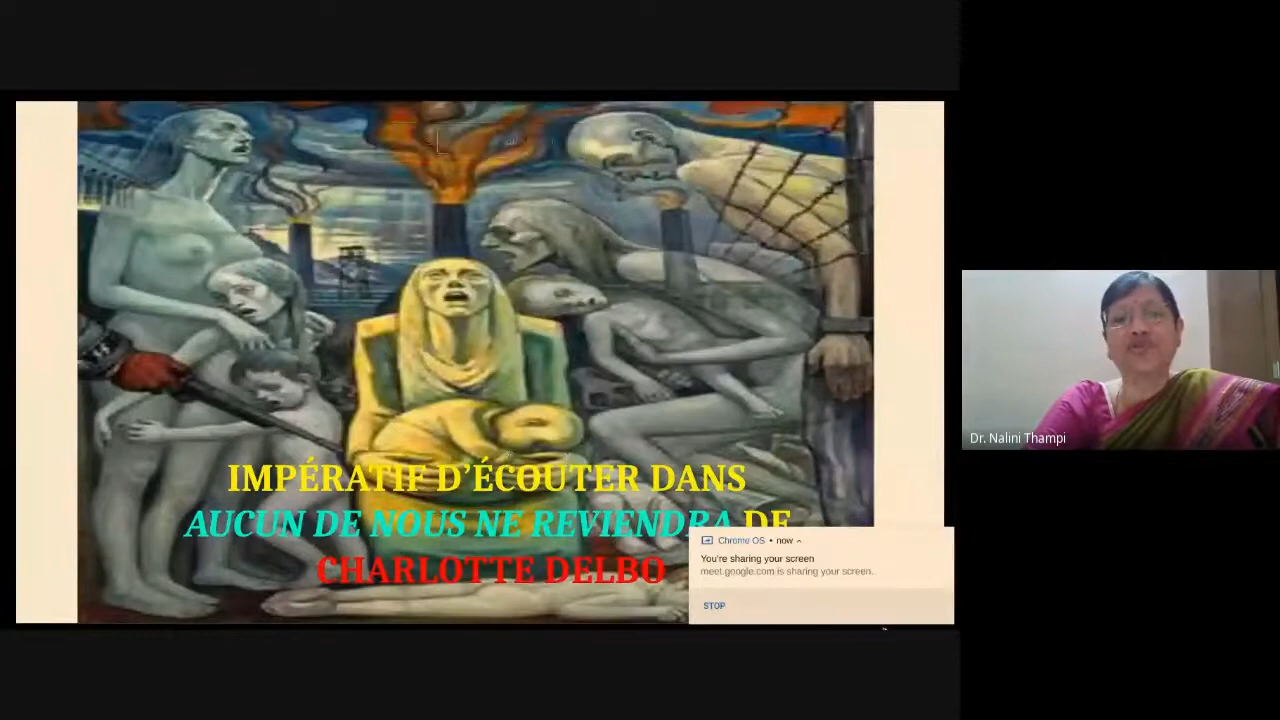 IMPÉRATIF D’ÉCOUTER DANS
AUCUN DE NOUS NE REVIENDRA DE
CHARLOTTE DELBO
Chrome OS • now
You're sharing your screen
meet.google.com is sharing your screen.
STOP
Dr. Nalini Thampi